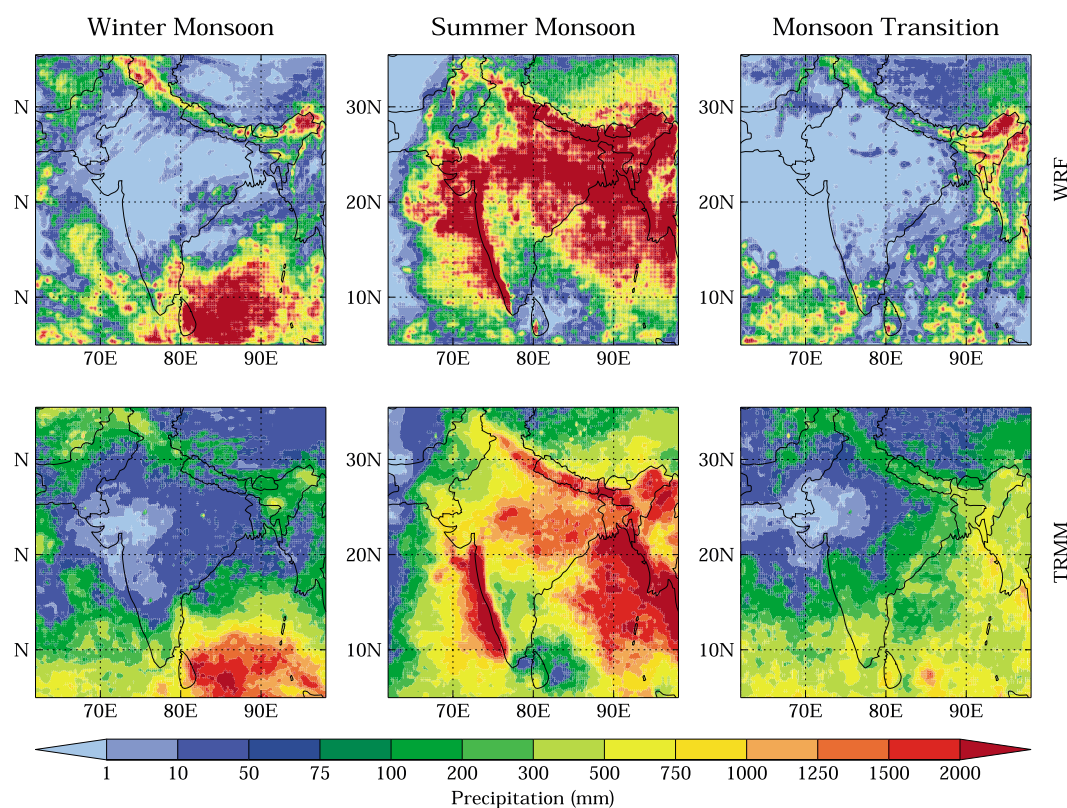 Winter Monsoon Summer Monsoon Monsoon Transition
N 30N 30N
N 20N 20N
N 10N 10N
WRF
70E 80E 90E 70E 80E 90E 70E 80E 90E
N 30N 30N
N 20N 20N
N 10N 10N
TRMM
70E 80E 90E 70E 80E 90E 70E 80E 90E
1 10 50 75 100 200 300 500 750 1000 1250 1500 2000
Precipitation (mm)